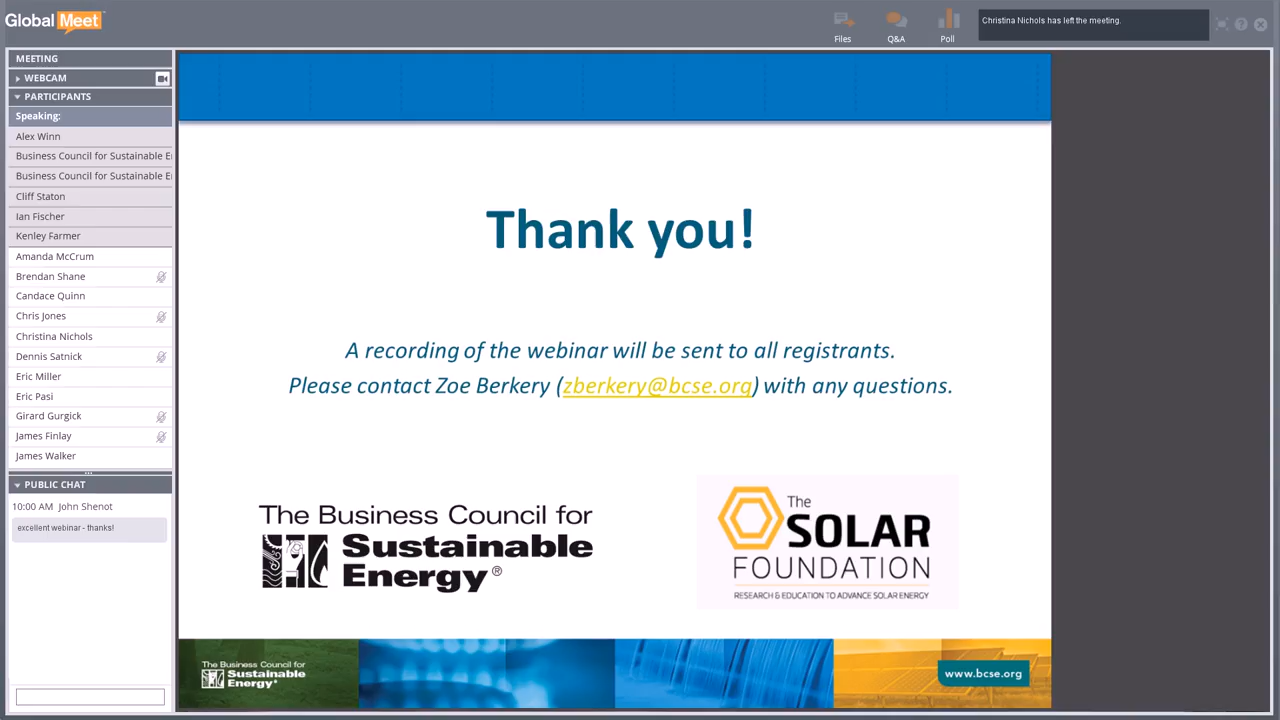 Global Meet
Files
Q&A
Poll
Christina Nichols has left the meeting.
MEETING
WEBCAM
PARTICIPANTS
Speaking:
Alex Winn
Business Council for Sustainable E
Business Council for Sustainable E
Cliff Staton
Ian Fischer
Kenley Farmer
Amanda McCrum
Brendan Shane
Candace Quinn
Chris Jones
Christina Nichols
Dennis Satnick
Eric Miller
Eric Pasi
Girard Gurgick
James Finlay
James Walker
PUBLIC CHAT
10:00 AM John Shenot
excellent webinar - thanks!
Thank you!
A recording of the webinar will be sent to all registrants.
Please contact Zoe Berkery (zberkery@bcse.org) with any questions.
The Business Council for
Sustainable
Energy®
The
SOLAR
FOUNDATION
RESEARCH & EDUCATION TO ADVANCE SOLAR ENERGY
The Business Council for
Sustainable
Energy®
www.bcse.org